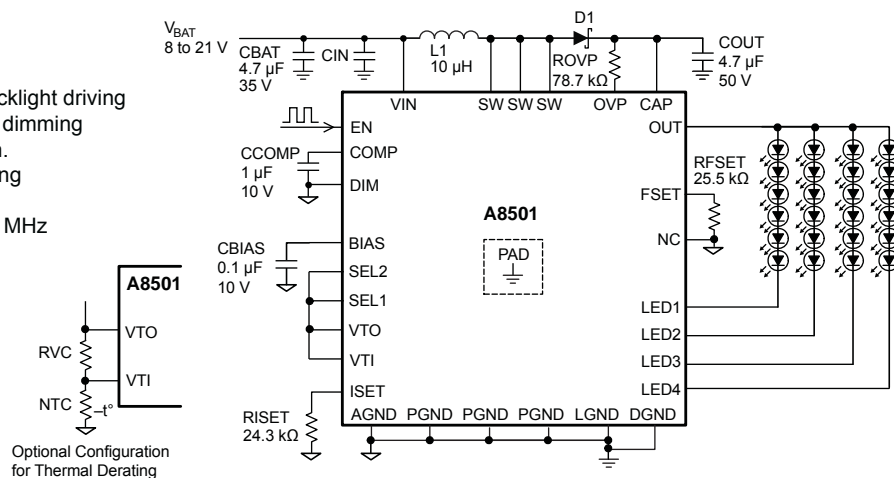 cklight driving
dimming
.
ng
MHz
V_BAT
8 to 21 V
CBAT
4.7 µF
35 V
CIN
L1
10 µH
D1
ROVP
78.7 kΩ
COUT
4.7 µF
50 V
VIN
SW SW SW
OVP
CAP
OUT
EN
CCOMP
1 µF
10 V
COMP
DIM
RFSET
25.5 kΩ
FSET
A8501
NC
PAD
CBIAS
0.1 µF
10 V
BIAS
SEL2
SEL1
VTO
VTI
LED1
LED2
LED3
LED4
ISET
RISET
24.3 kΩ
AGND PGND PGND PGND LGND DGND
A8501
VTO
RVC
VTI
NTC
–t°
Optional Configuration
for Thermal Derating